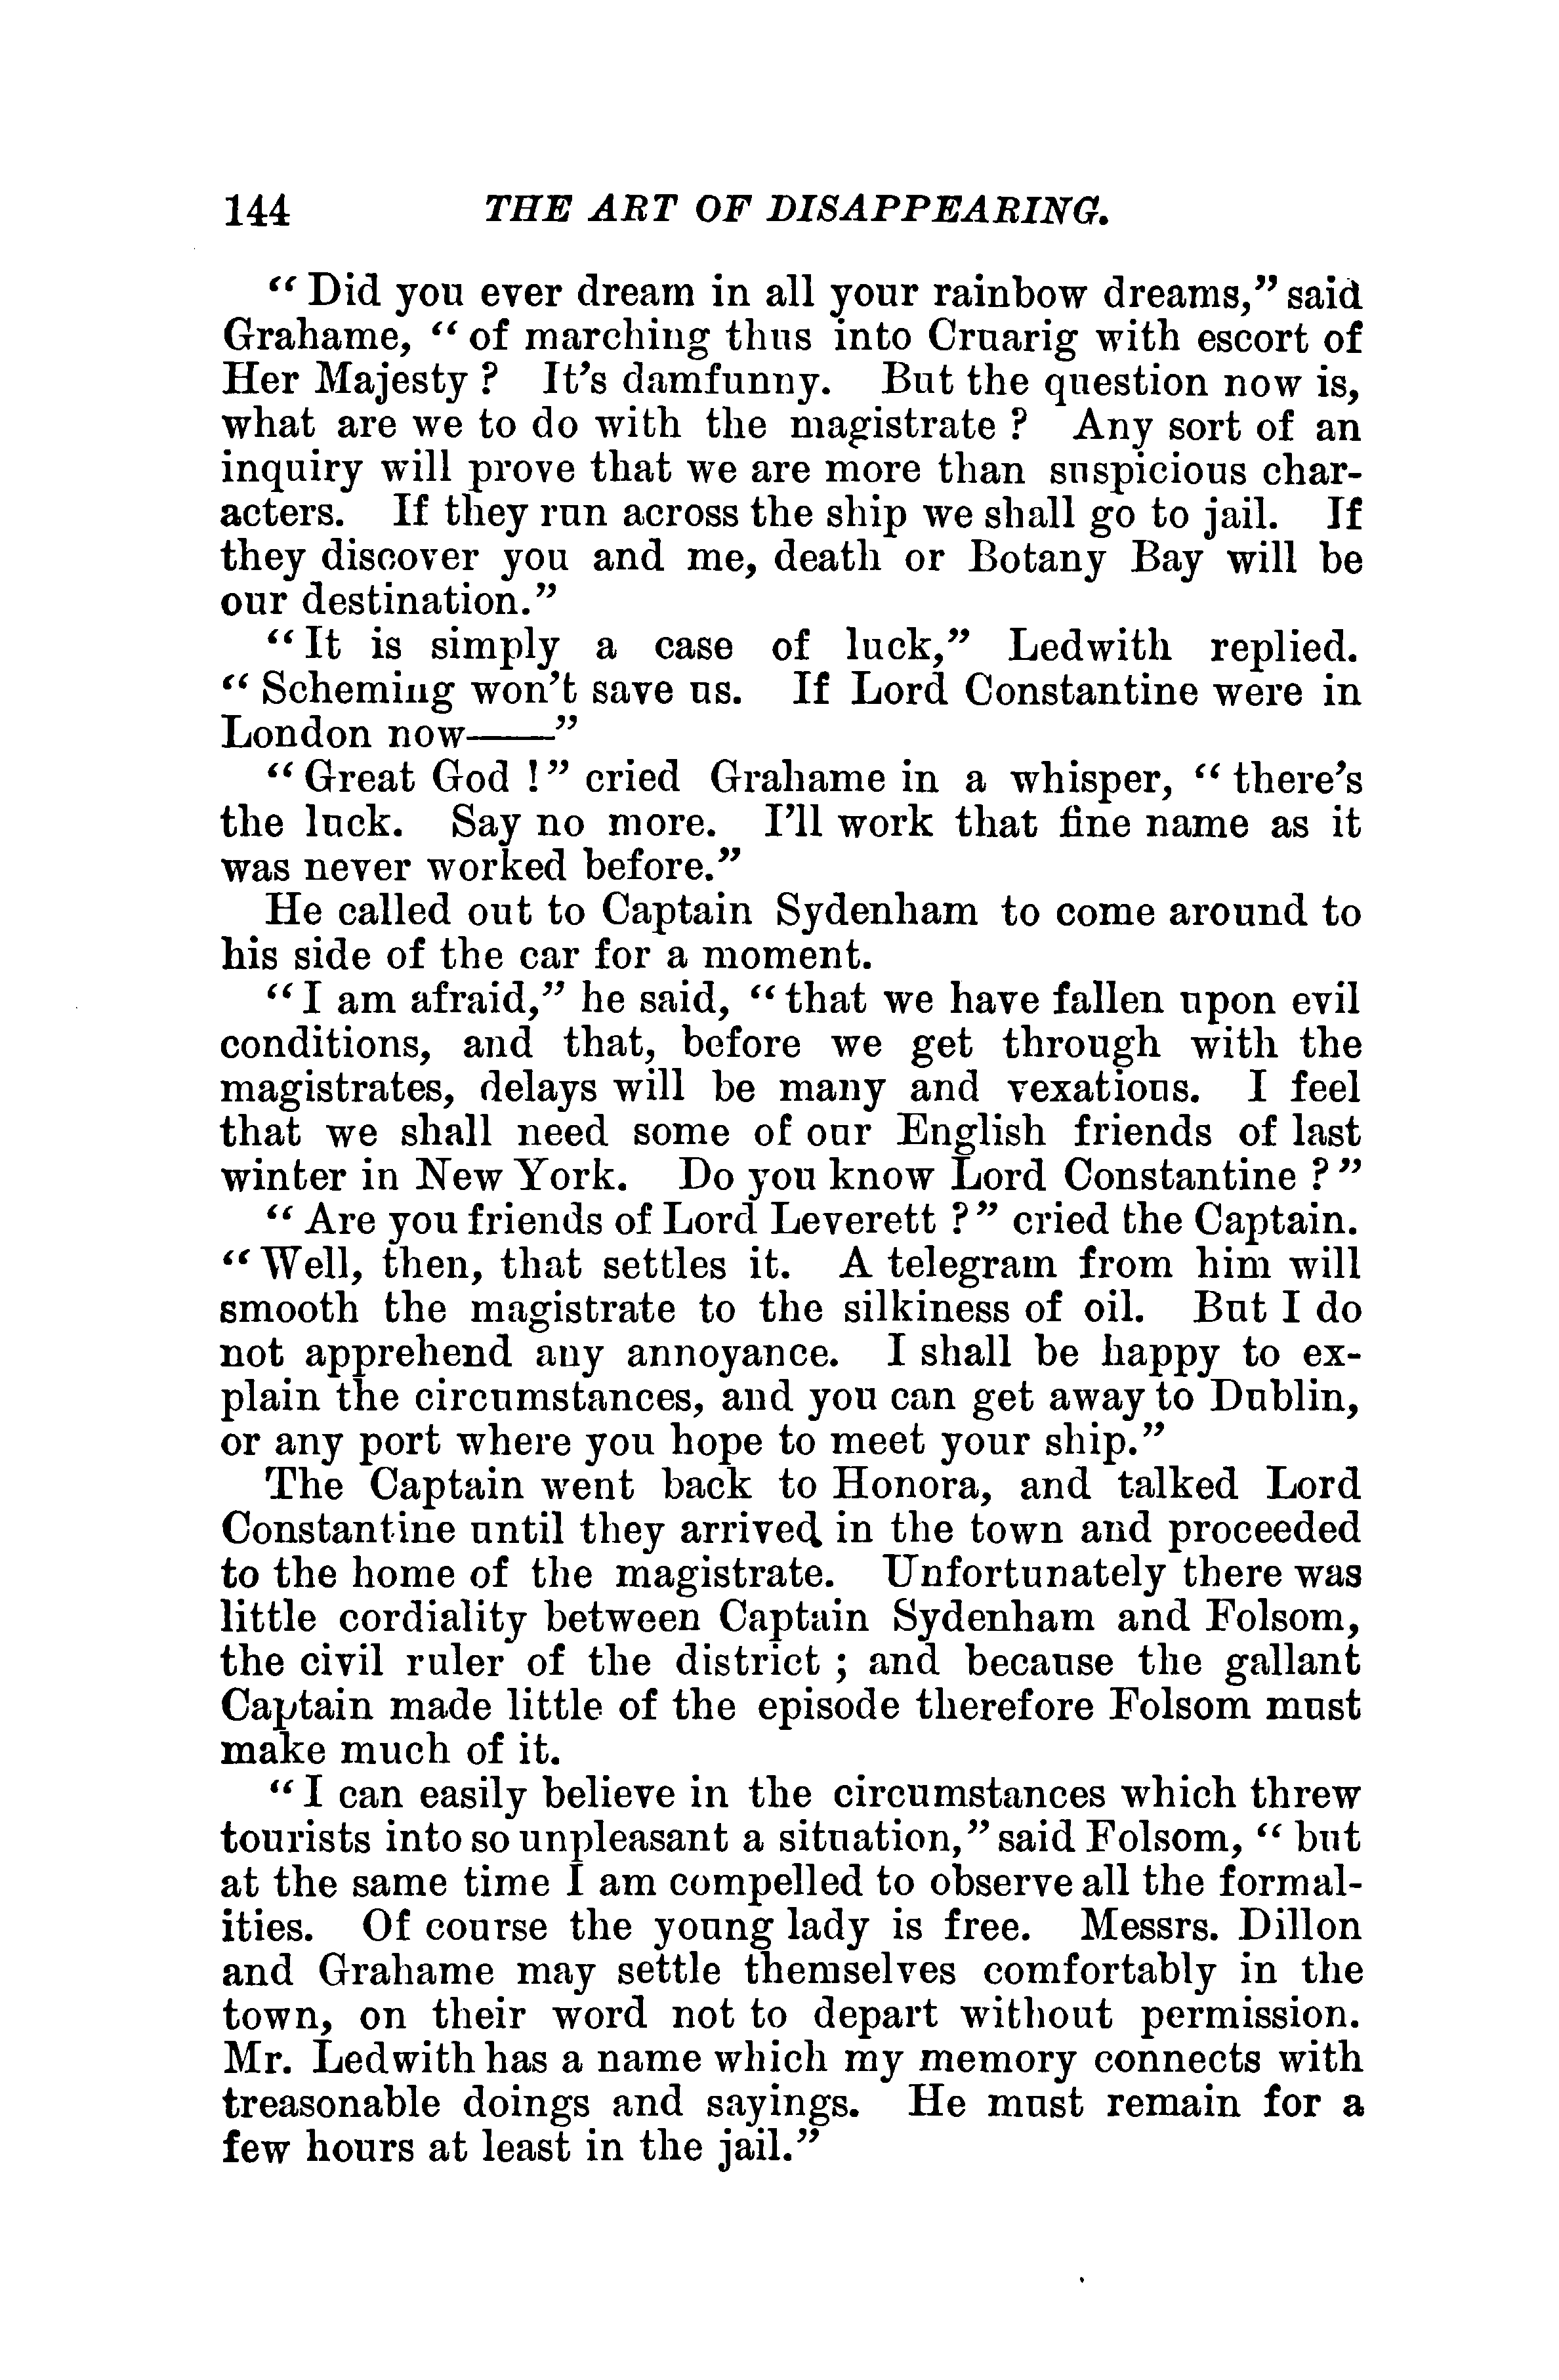 144 THE ART OF DISAPPEARING.
“ Did you ever dream in all your rainbow dreams,” said
Grahame, “ of marching thus into Cruarig with escort of
Her Majesty ? It’s damfunny. But the question now is,
what are we to do with the magistrate ? Any sort of an
inquiry will prove that we are more than suspicious char-
acters. If they run across the ship we shall go to jail. If
they discover you and me, death or Botany Bay will be
our destination.”
“ It is simply a case of luck,” Ledwith replied.
“ Scheming won’t save us. If Lord Constantine were in
London now——”
“ Great God !” cried Grahame in a whisper, “ there’s
the luck. Say no more. I’ll work that fine name as it
was never worked before.”
He called out to Captain Sydenham to come around to
his side of the car for a moment.
“ I am afraid,” he said, “ that we have fallen upon evil
conditions, and that, before we get through with the
magistrates, delays will be many and vexatious. I feel
that we shall need some of our English friends of last
winter in New York. Do you know Lord Constantine ? ”
“ Are you friends of Lord Leverett ? ” cried the Captain.
“ Well, then, that settles it. A telegram from him will
smooth the magistrate to the silkiness of oil. But I do
not apprehend any annoyance. I shall be happy to ex-
plain the circumstances, and you can get away to Dublin,
or any port where you hope to meet your ship.”
The Captain went back to Honora, and talked Lord
Constantine until they arrived in the town and proceeded
to the home of the magistrate. Unfortunately there was
little cordiality between Captain Sydenham and Folsom,
the civil ruler of the district ; and because the gallant
Captain made little of the episode therefore Folsom must
make much of it.
“ I can easily believe in the circumstances which threw
tourists into so unpleasant a situation,” said Folsom, “ but
at the same time I am compelled to observe all the formal-
ities. Of course the young lady is free. Messrs. Dillon
and Grahame may settle themselves comfortably in the
town, on their word not to depart without permission.
Mr. Ledwith has a name which my memory connects with
treasonable doings and sayings. He must remain for a
few hours at least in the jail.”